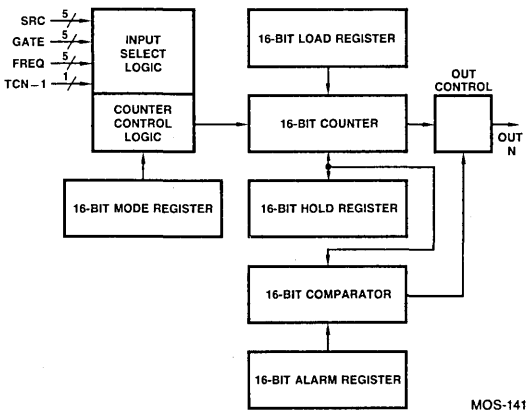 SRC 5
GATE 5
FREQ 5
TCN–1 1
INPUT
SELECT
LOGIC
COUNTER
CONTROL
LOGIC
16-BIT MODE REGISTER
16-BIT LOAD REGISTER
16-BIT COUNTER
16-BIT HOLD REGISTER
16-BIT COMPARATOR
16-BIT ALARM REGISTER
OUT
CONTROL
OUT
N
MOS-141